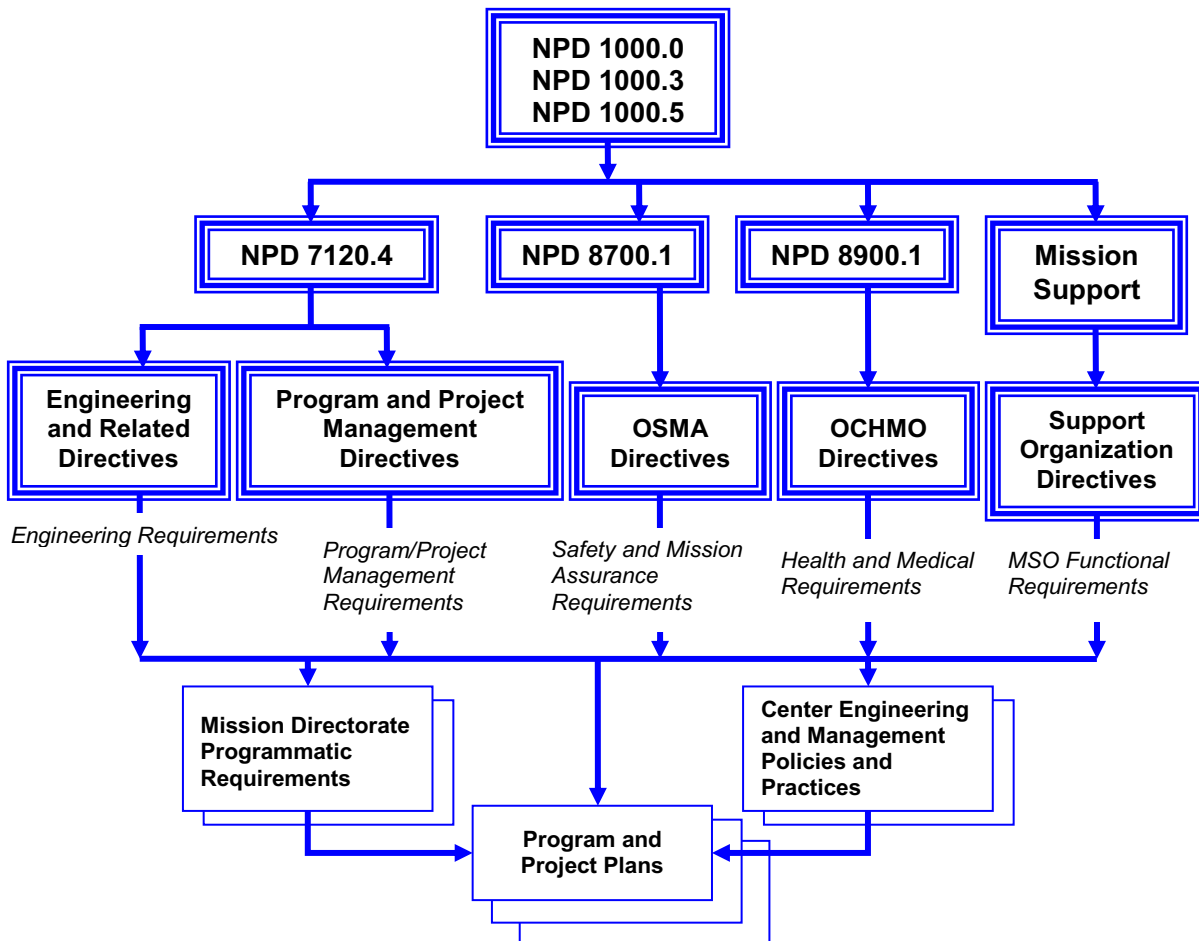 NPD 1000.0
NPD 1000.3
NPD 1000.5
NPD 7120.4
NPD 8700.1
NPD 8900.1
Mission
Support
Engineering
and Related
Directives
Program and Project
Management
Directives
OSMA
Directives
OCHMO
Directives
Support
Organization
Directives
Engineering Requirements
Program/Project
Management
Requirements
Safety and Mission
Assurance
Requirements
Health and Medical
Requirements
MSO Functional
Requirements
Mission Directorate
Programmatic
Requirements
Center Engineering
and Management
Policies and
Practices
Program and
Project Plans